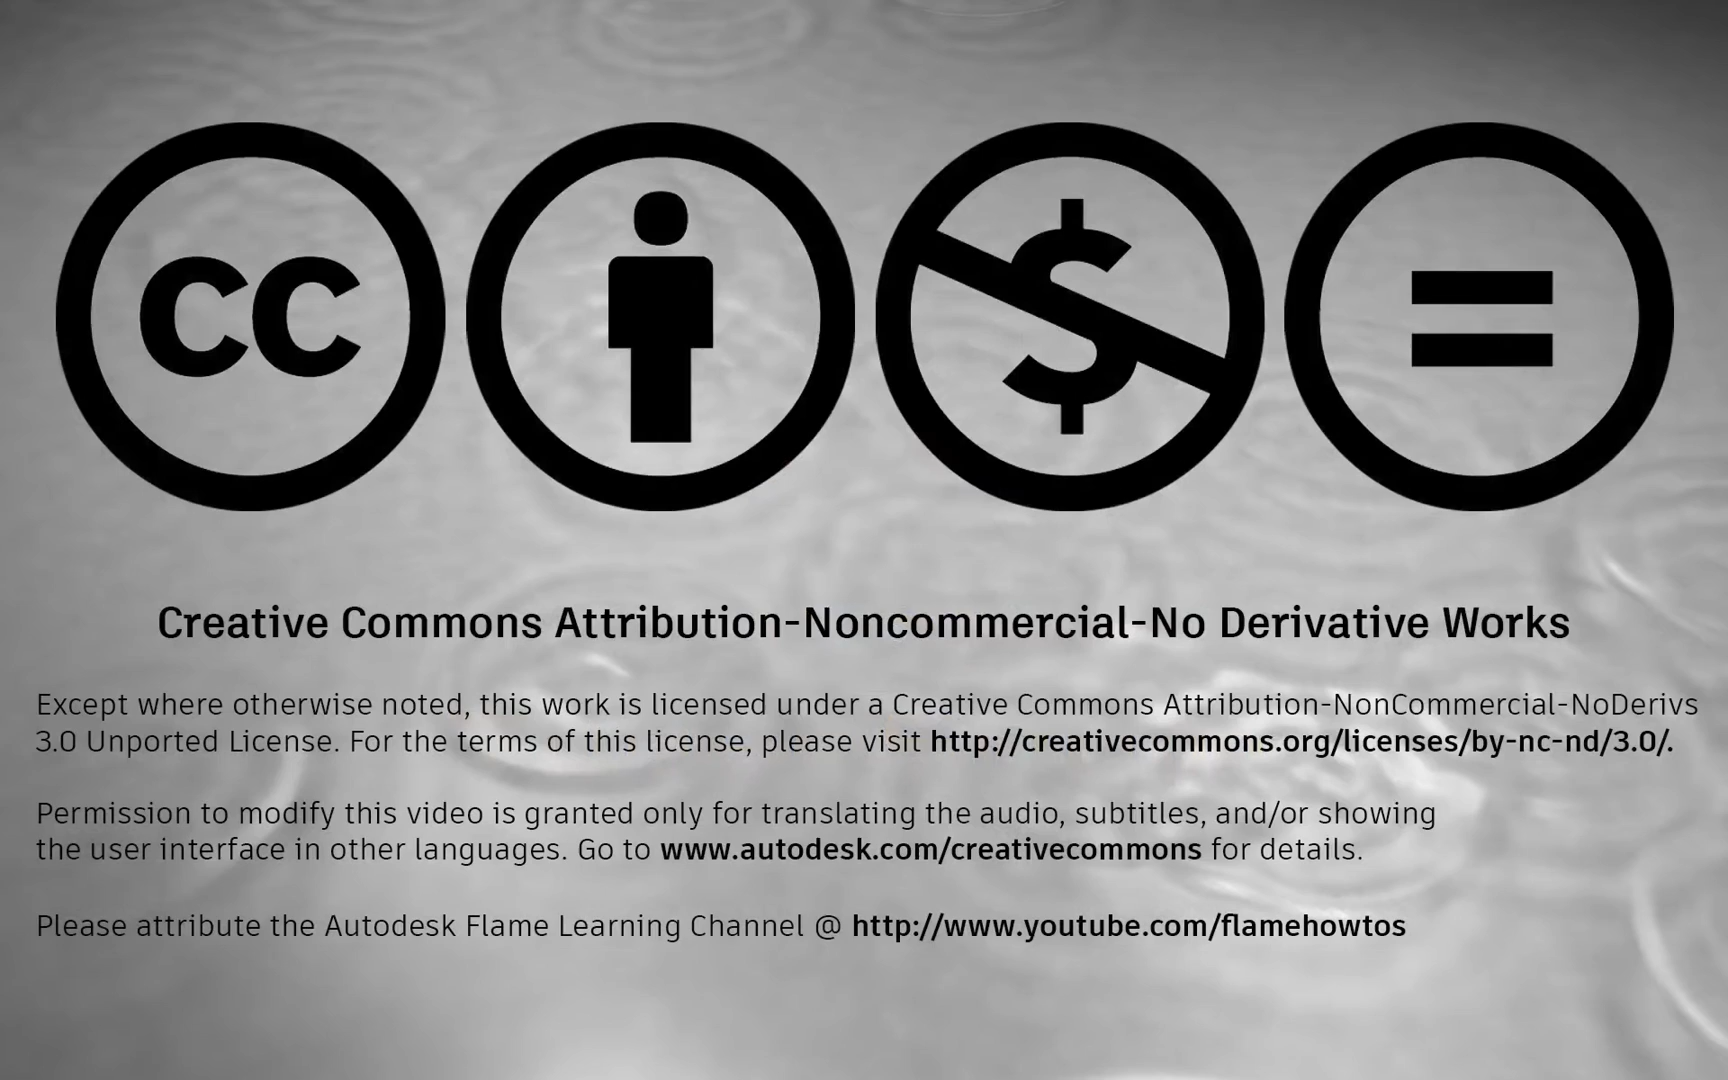 cc
$
=
Creative Commons Attribution-Noncommercial-No Derivative Works
Except where otherwise noted, this work is licensed under a Creative Commons Attribution-NonCommercial-NoDerivs
3.0 Unported License. For the terms of this license, please visit http://creativecommons.org/licenses/by-nc-nd/3.0/.
Permission to modify this video is granted only for translating the audio, subtitles, and/or showing
the user interface in other languages. Go to www.autodesk.com/creativecommons for details.
Please attribute the Autodesk Flame Learning Channel @ http://www.youtube.com/flamehowtos